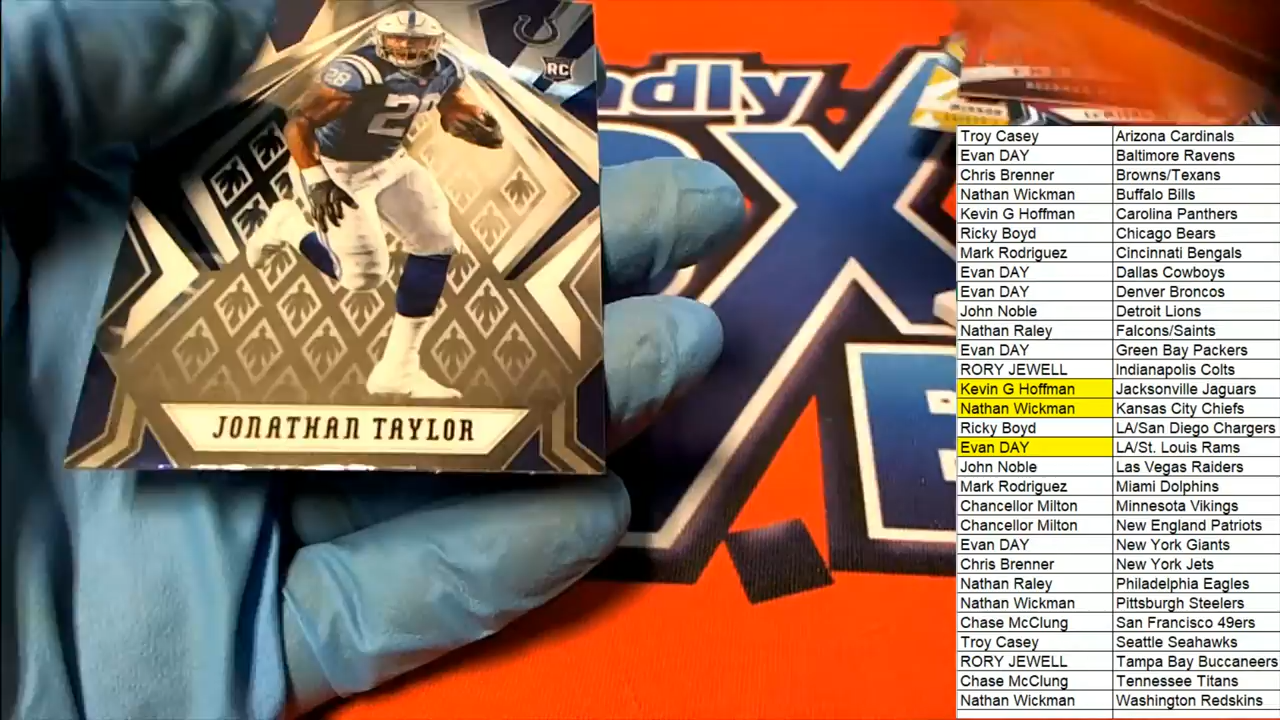 RC
28
28
JONATHAN TAYLOR
adly
Troy Casey Arizona Cardinals
Evan DAY Baltimore Ravens
Chris Brenner Browns/Texans
Nathan Wickman Buffalo Bills
Kevin G Hoffman Carolina Panthers
Ricky Boyd Chicago Bears
Mark Rodriguez Cincinnati Bengals
Evan DAY Dallas Cowboys
Evan DAY Denver Broncos
John Noble Detroit Lions
Nathan Raley Falcons/Saints
Evan DAY Green Bay Packers
RORY JEWELL Indianapolis Colts
Kevin G Hoffman Jacksonville Jaguars
Nathan Wickman Kansas City Chiefs
Ricky Boyd LA/San Diego Chargers
Evan DAY LA/St. Louis Rams
John Noble Las Vegas Raiders
Mark Rodriguez Miami Dolphins
Chancellor Milton Minnesota Vikings
Chancellor Milton New England Patriots
Evan DAY New York Giants
Chris Brenner New York Jets
Nathan Raley Philadelphia Eagles
Nathan Wickman Pittsburgh Steelers
Chase McClung San Francisco 49ers
Troy Casey Seattle Seahawks
RORY JEWELL Tampa Bay Buccaneers
Chase McClung Tennessee Titans
Nathan Wickman Washington Redskins